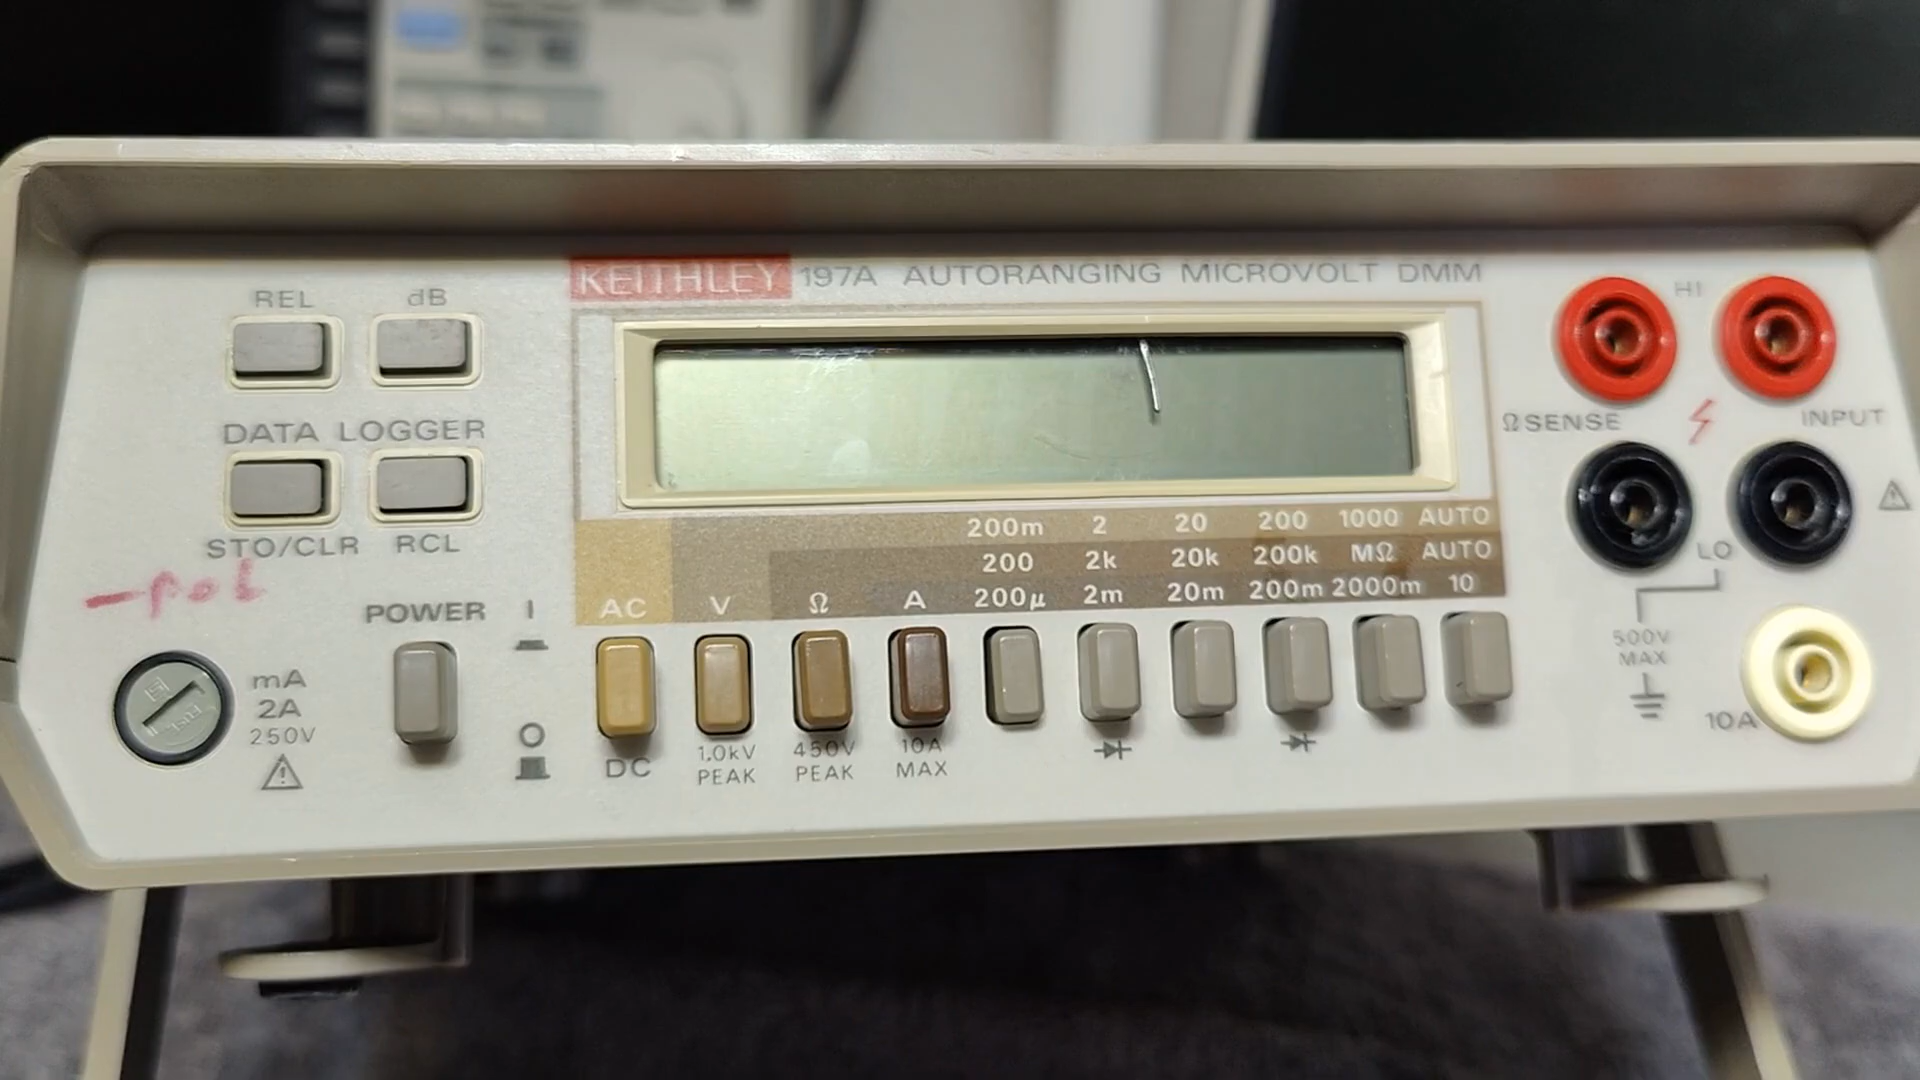 KEITHLEY 197A AUTORANGING MICROVOLT DMM
REL dB
DATA LOGGER
STO/CLR RCL
-pol
POWER I
O
mA
2A
250V
200m 2 20 200 1000 AUTO
200 2k 20k 200k MΩ AUTO
AC V Ω A 200µ 2m 20m 200m 2000m 10
DC
1.0kV
PEAK
450V
PEAK
10A
MAX
HI
ΩSENSE INPUT
LO
500V
MAX
10A